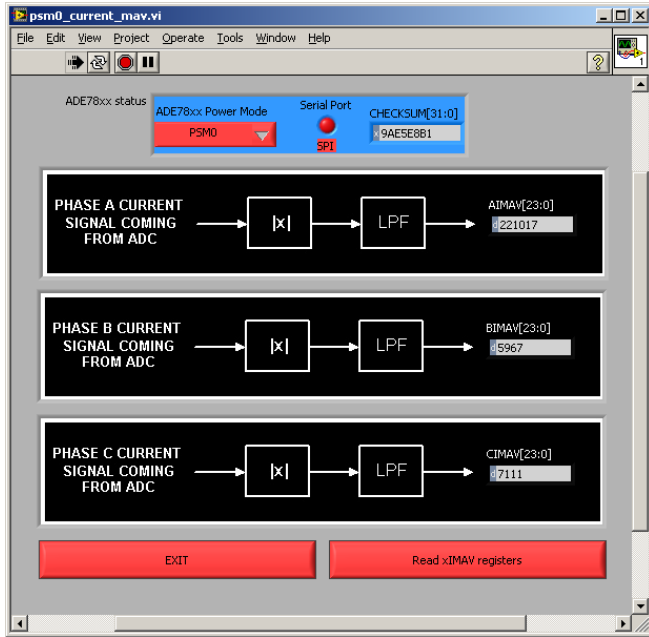 psm0_current_mav.vi
File Edit View Project Operate Tools Window Help
1
ADE78xx status
ADE78xx Power Mode
Serial Port
CHECKSUM[31:0]
PSM0
SPI
x 9AE5E8B1
PHASE A CURRENT
SIGNAL COMING
FROM ADC
|x|
LPF
AIMAV[23:0]
d 221017
PHASE B CURRENT
SIGNAL COMING
FROM ADC
|x|
LPF
BIMAV[23:0]
d 5967
PHASE C CURRENT
SIGNAL COMING
FROM ADC
|x|
LPF
CIMAV[23:0]
d 7111
EXIT
Read xIMAV registers